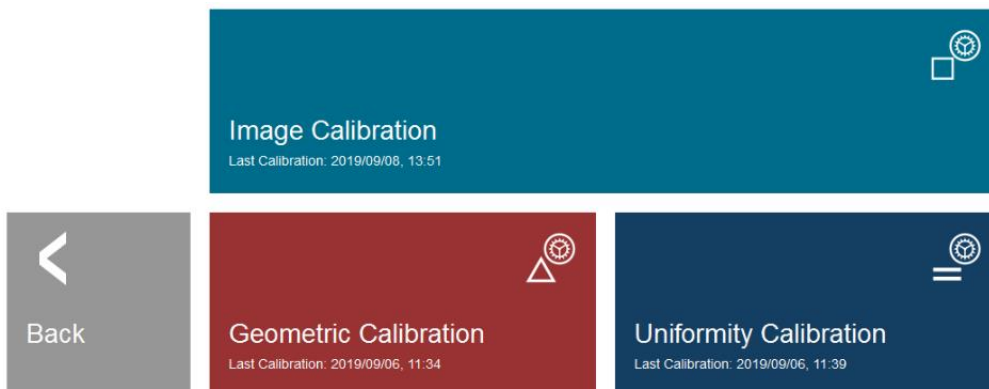 Image Calibration
Last Calibration: 2019/09/08, 13:51
Back
Geometric Calibration
Last Calibration: 2019/09/06, 11:34
Uniformity Calibration
Last Calibration: 2019/09/06, 11:39